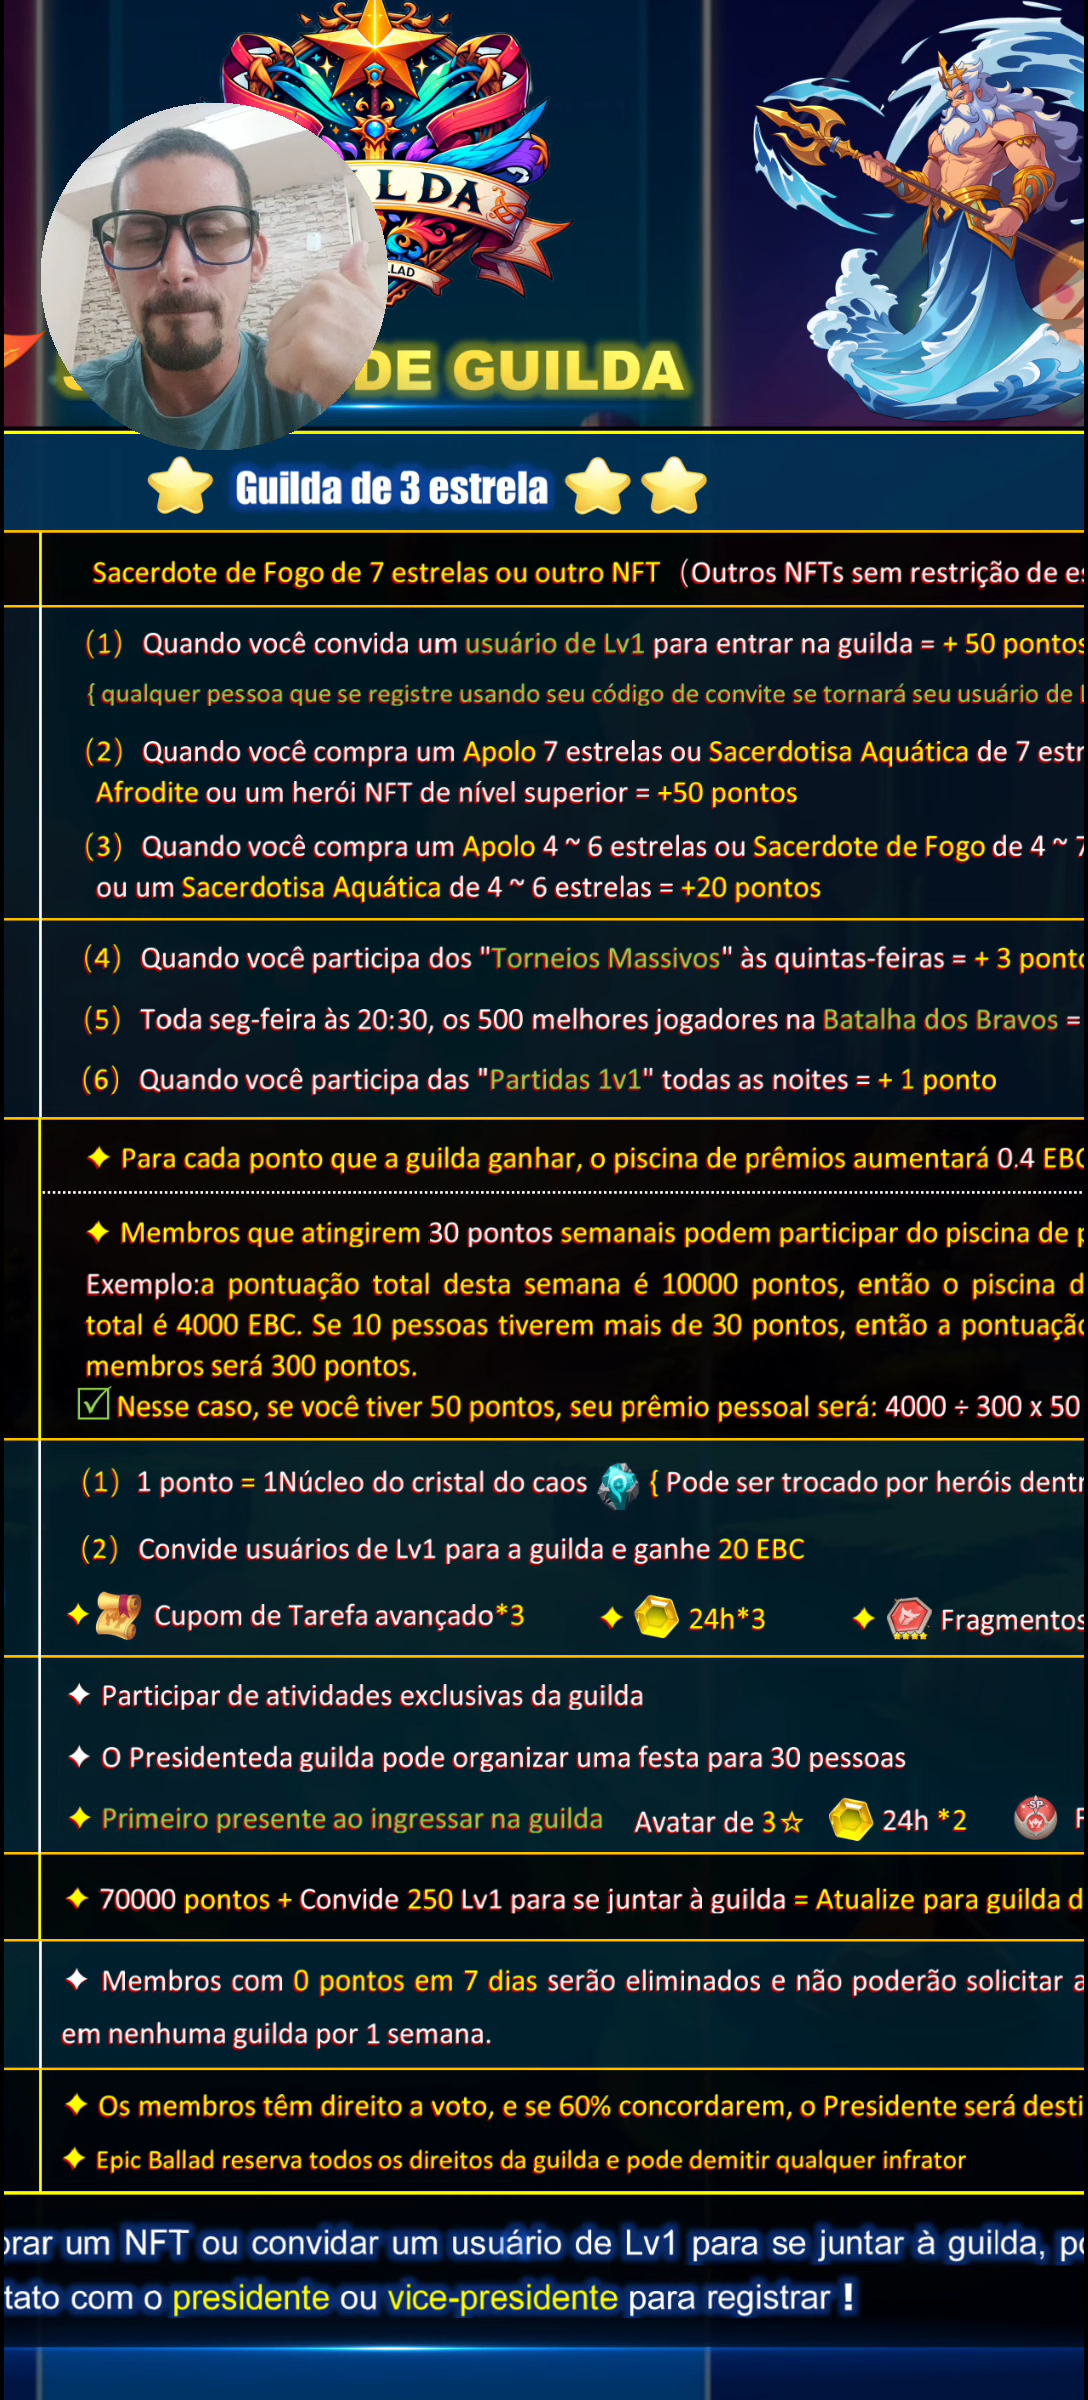 DE GUILDA
Guilda de 3 estrela
Sacerdote de Fogo de 7 estrelas ou outro NFT (Outros NFTs sem restrição de
(1) Quando você convida um usuário de Lv1 para entrar na guilda = + 50 pontos
{ qualquer pessoa que se registre usando seu código de convite se tornará seu usuário de
(2) Quando você compra um Apolo 7 estrelas ou Sacerdotisa Aquática de 7
Afrodite ou um herói NFT de nível superior = +50 pontos
(3) Quando você compra um Apolo 4 ~ 6 estrelas ou Sacerdote de Fogo de 4 ~ 7
ou um Sacerdotisa Aquática de 4 ~ 6 estrelas = +20 pontos
(4) Quando você participa dos "Torneios Massivos" às quintas-feiras = + 3
(5) Toda seg-feira às 20:30, os 500 melhores jogadores na Batalha dos Bravos =
(6) Quando você participa das "Partidas 1v1" todas as noites = + 1 ponto
✦ Para cada ponto que a guilda ganhar, o piscina de prêmios aumentará 0.4 EBC
✦ Membros que atingirem 30 pontos semanais podem participar do piscina de
Exemplo:a pontuação total desta semana é 10000 pontos, então o piscina
total é 4000 EBC. Se 10 pessoas tiverem mais de 30 pontos, então a pontuação
membros será 300 pontos.
☑ Nesse caso, se você tiver 50 pontos, seu prêmio pessoal será: 4000 ÷ 300 x 50
(1) 1 ponto = 1Núcleo do cristal do caos { Pode ser trocado por heróis
(2) Convide usuários de Lv1 para a guilda e ganhe 20 EBC
✦ Cupom de Tarefa avançado*3 ✦ 24h*3 ✦ Fragmentos
✦ Participar de atividades exclusivas da guilda
✦ O Presidenteda guilda pode organizar uma festa para 30 pessoas
✦ Primeiro presente ao ingressar na guilda Avatar de 3☆ 24h *2 SP
✦ 70000 pontos + Convide 250 Lv1 para se juntar à guilda = Atualize para guilda
✦ Membros com 0 pontos em 7 dias serão eliminados e não poderão solicitar
em nenhuma guilda por 1 semana.
✦ Os membros têm direito a voto, e se 60% concordarem, o Presidente será
✦ Epic Ballad reserva todos os direitos da guilda e pode demitir qualquer infrator
um NFT ou convidar um usuário de Lv1 para se juntar à guilda,
com o presidente ou vice-presidente para registrar !